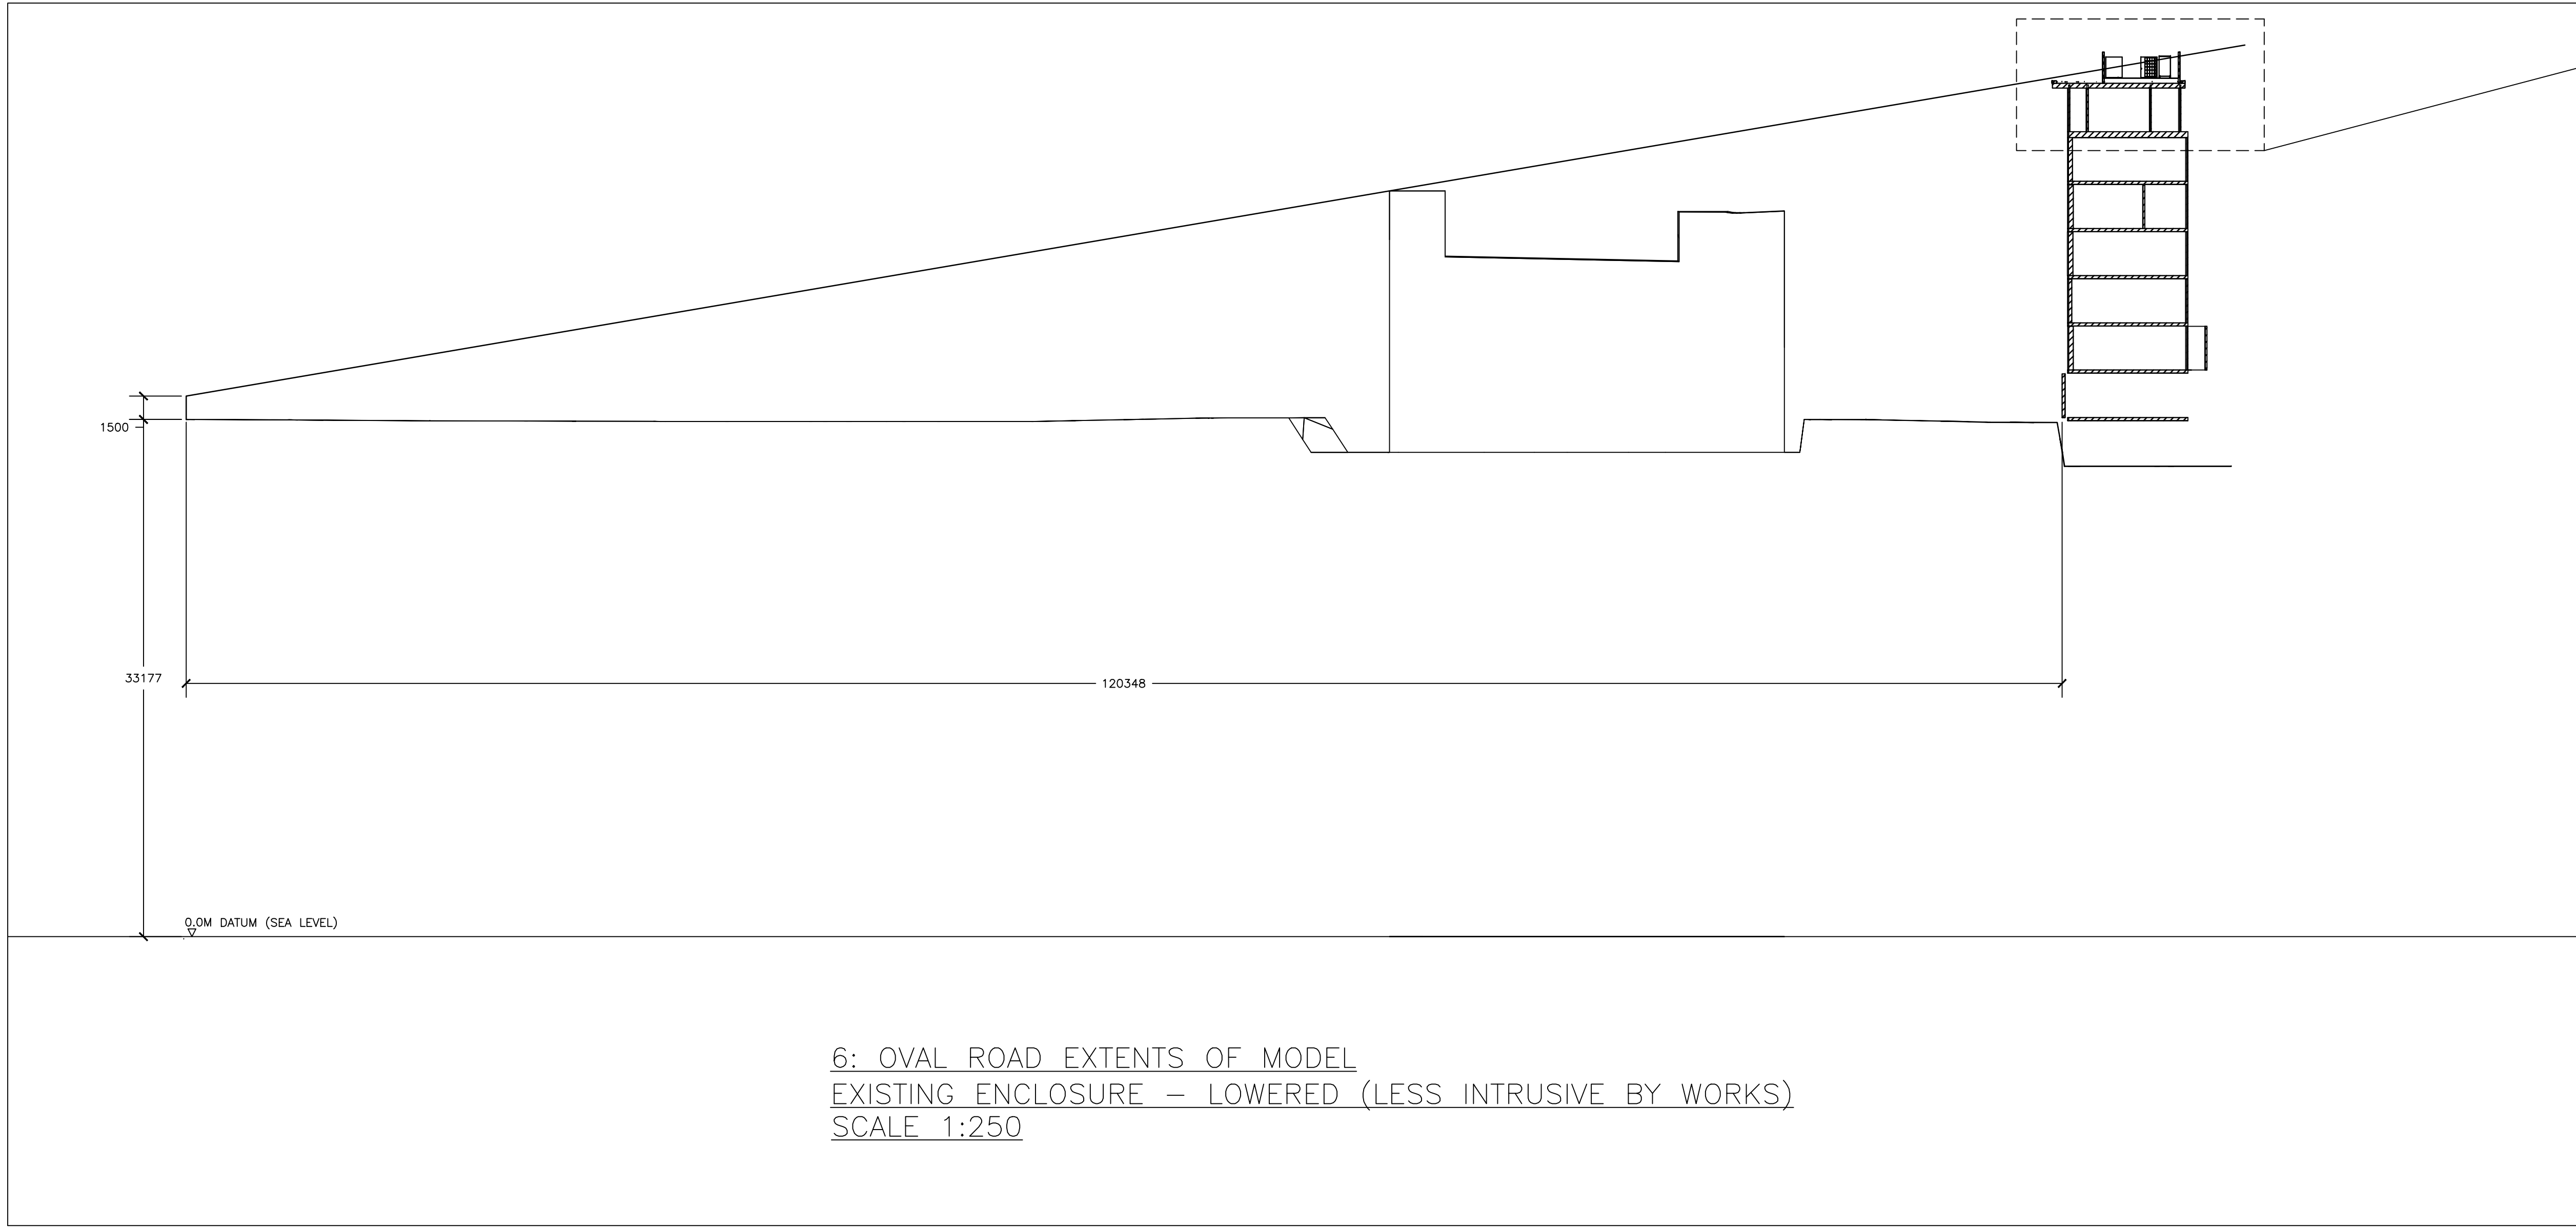 1500
33177
120348
0.0M DATUM (SEA LEVEL)
6: OVAL ROAD EXTENTS OF MODEL
EXISTING ENCLOSURE – LOWERED (LESS INTRUSIVE BY WORKS)
SCALE 1:250